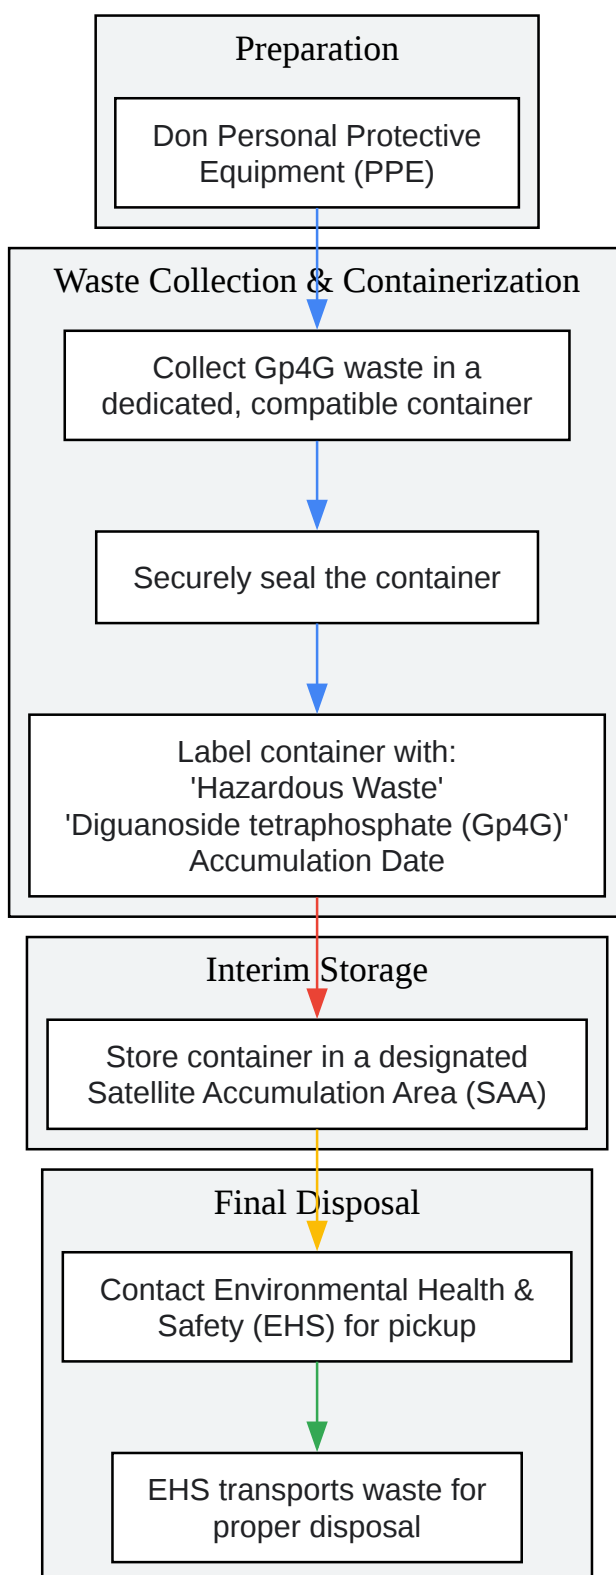 Preparation
Don Personal Protective
Equipment (PPE)
Waste Collection & Containerization
Collect Gp4G waste in a
dedicated, compatible container
Securely seal the container
Label container with:
'Hazardous Waste'
'Diguanoside tetraphosphate (Gp4G)'
Accumulation Date
Interim Storage
Store container in a designated
Satellite Accumulation Area (SAA)
Final Disposal
Contact Environmental Health &
Safety (EHS) for pickup
EHS transports waste for
proper disposal